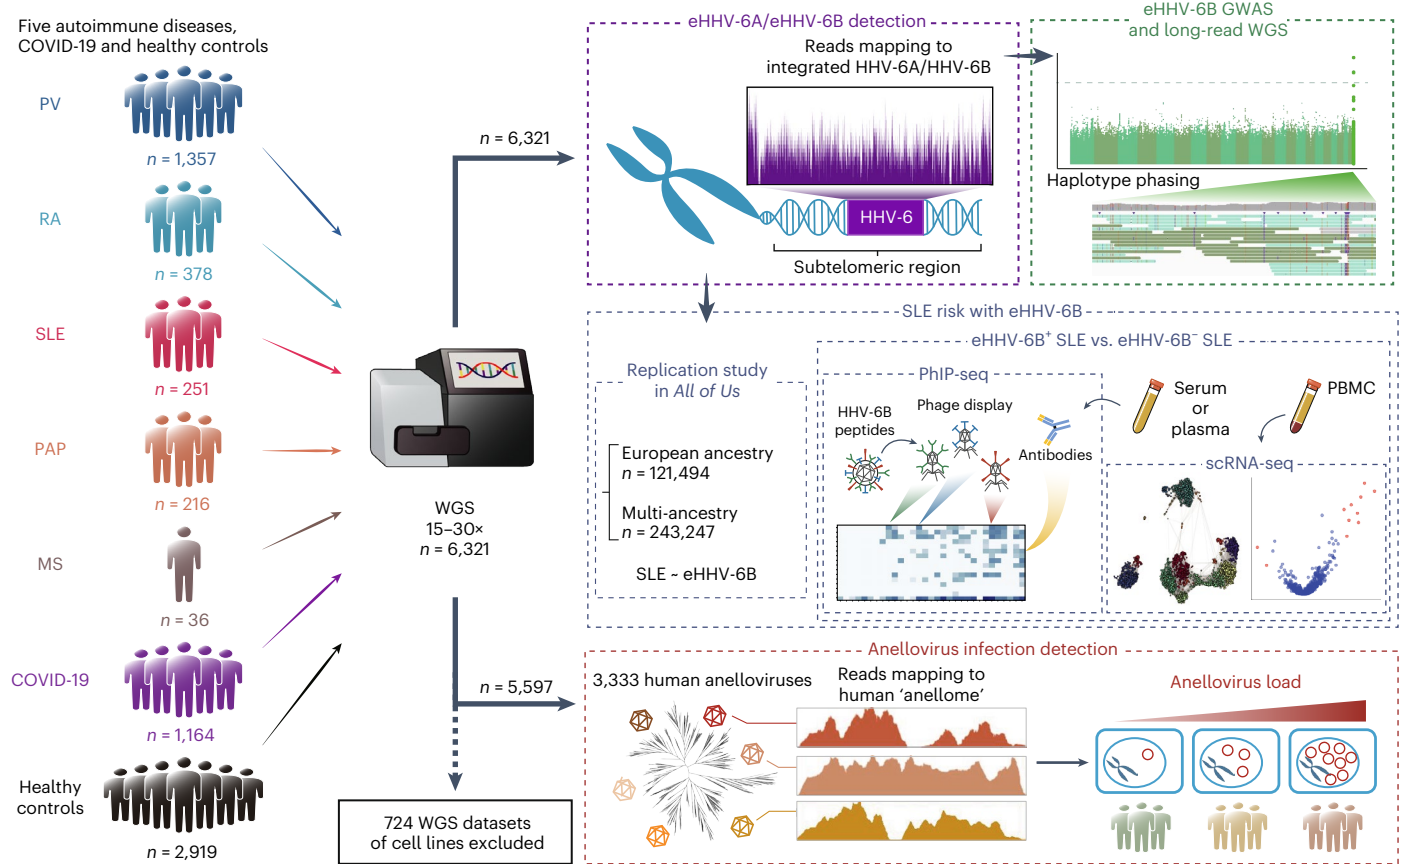 Five autoimmune diseases,
COVID-19 and healthy controls
PV
n = 1,357
RA
n = 378
SLE
n = 251
PAP
n = 216
MS
n = 36
COVID-19
n = 1,164
Healthy
controls
n = 2,919
WGS
15–30×
n = 6,321
n = 6,321
n = 5,597
724 WGS datasets
of cell lines excluded
eHHV-6A/eHHV-6B detection
Reads mapping to
integrated HHV-6A/HHV-6B
HHV-6
Subtelomeric region
eHHV-6B GWAS
and long-read WGS
Haplotype phasing
SLE risk with eHHV-6B
Replication study
in All of Us
European ancestry
n = 121,494
Multi-ancestry
n = 243,247
SLE ~ eHHV-6B
eHHV-6B⁺ SLE vs. eHHV-6B⁻ SLE
PhIP-seq
HHV-6B
peptides
Phage display
Antibodies
Serum
or
plasma
PBMC
scRNA-seq
Anellovirus infection detection
3,333 human anelloviruses
Reads mapping to
human ‘anellome’
Anellovirus load